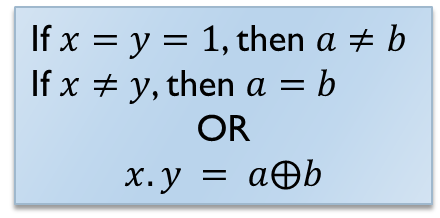 If x = y = 1, then a ≠ b
If x ≠ y, then a = b
OR
x.y = a⊕b